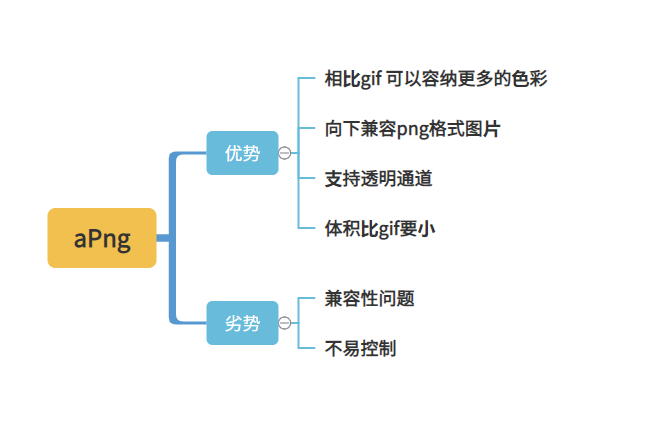 aPng
优势
相比gif 可以容纳更多的色彩
向下兼容png格式图片
支持透明通道
体积比gif要小
劣势
兼容性问题
不易控制